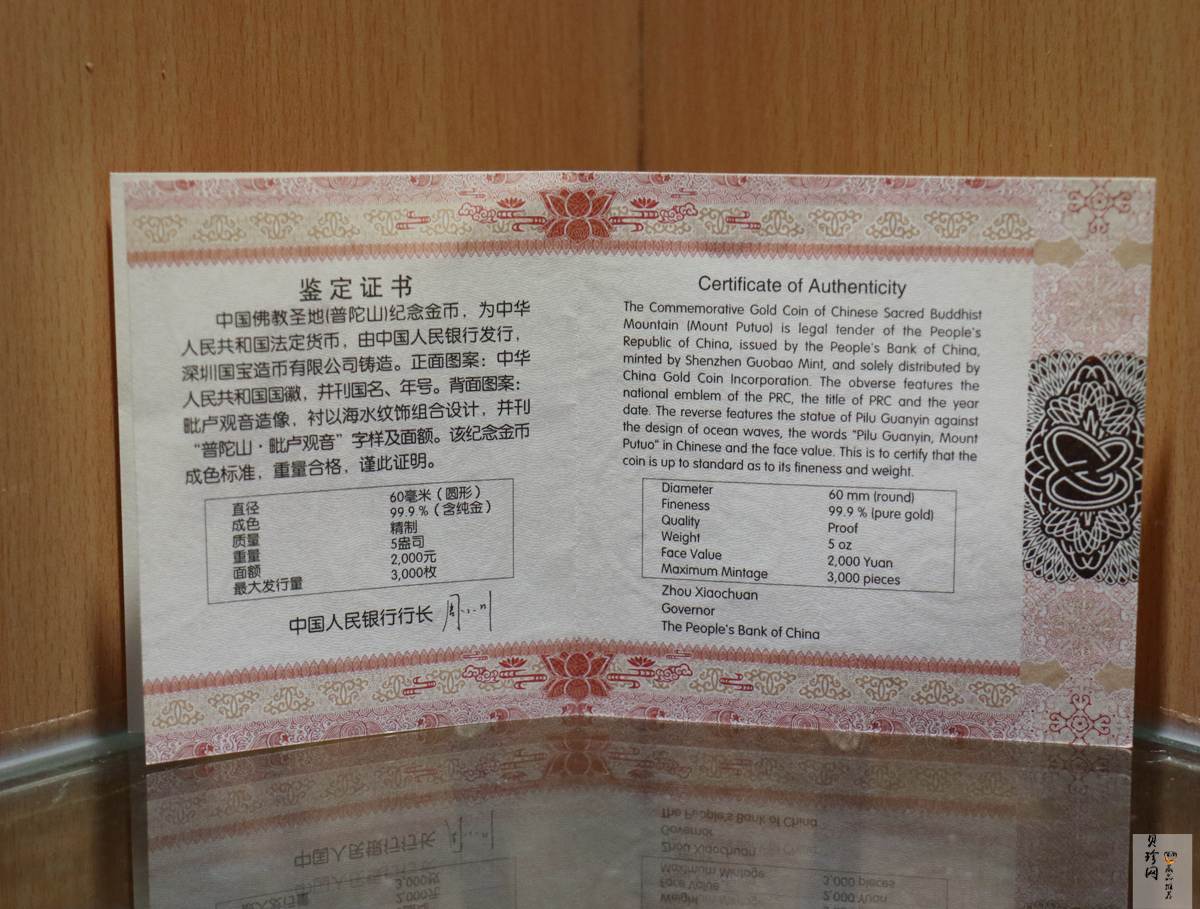 鉴定证书
中国佛教圣地(普陀山)纪念金币，为中华
人民共和国法定货币，由中国人民银行发行，
深圳国宝造币有限公司铸造。正面图案：中华
人民共和国国徽，并刊国名、年号。背面图案：
毗卢观音造像，衬以海水纹饰组合设计，并刊
“普陀山·毗卢观音”字样及面额。该纪念金币
成色标准，重量合格，谨此证明。
直径 60毫米（圆形）
成色 99.9 %（含纯金）
质量 精制
重量 5盎司
面额 2,000元
最大发行量 3,000枚
中国人民银行行长
Certificate of Authenticity
The Commemorative Gold Coin of Chinese Sacred Buddhist
Mountain (Mount Putuo) is legal tender of the People's
Republic of China, issued by the People's Bank of China,
minted by Shenzhen Guobao Mint, and solely distributed by
China Gold Coin Incorporation. The obverse features the
national emblem of the PRC, the title of PRC and the year
date. The reverse features the statue of Pilu Guanyin against
the design of ocean waves, the words "Pilu Guanyin, Mount
Putuo" in Chinese and the face value. This is to certify that the
coin is up to standard as to its fineness and weight.
Diameter 60 mm (round)
Fineness 99.9 % (pure gold)
Quality Proof
Weight 5 oz
Face Value 2,000 Yuan
Maximum Mintage 3,000 pieces
Zhou Xiaochuan
Governor
The People's Bank of China
贝珍网